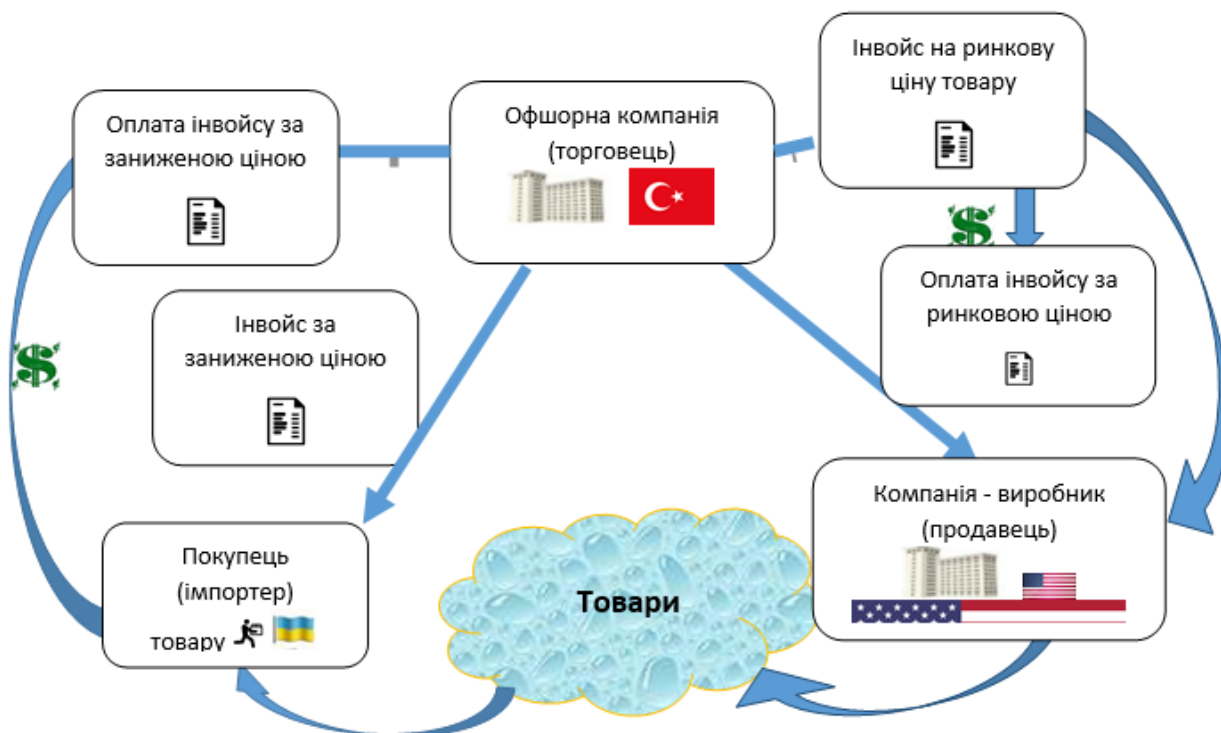 Оплата інвойсу за
заниженою ціною
Офшорна компанія
(торговець)
Інвойс на ринкову
ціну товару
Інвойс за
заниженою ціною
Оплата інвойсу за
ринковою ціною
Покупець
(імпортер)
товару
Товари
Компанія - виробник
(продавець)